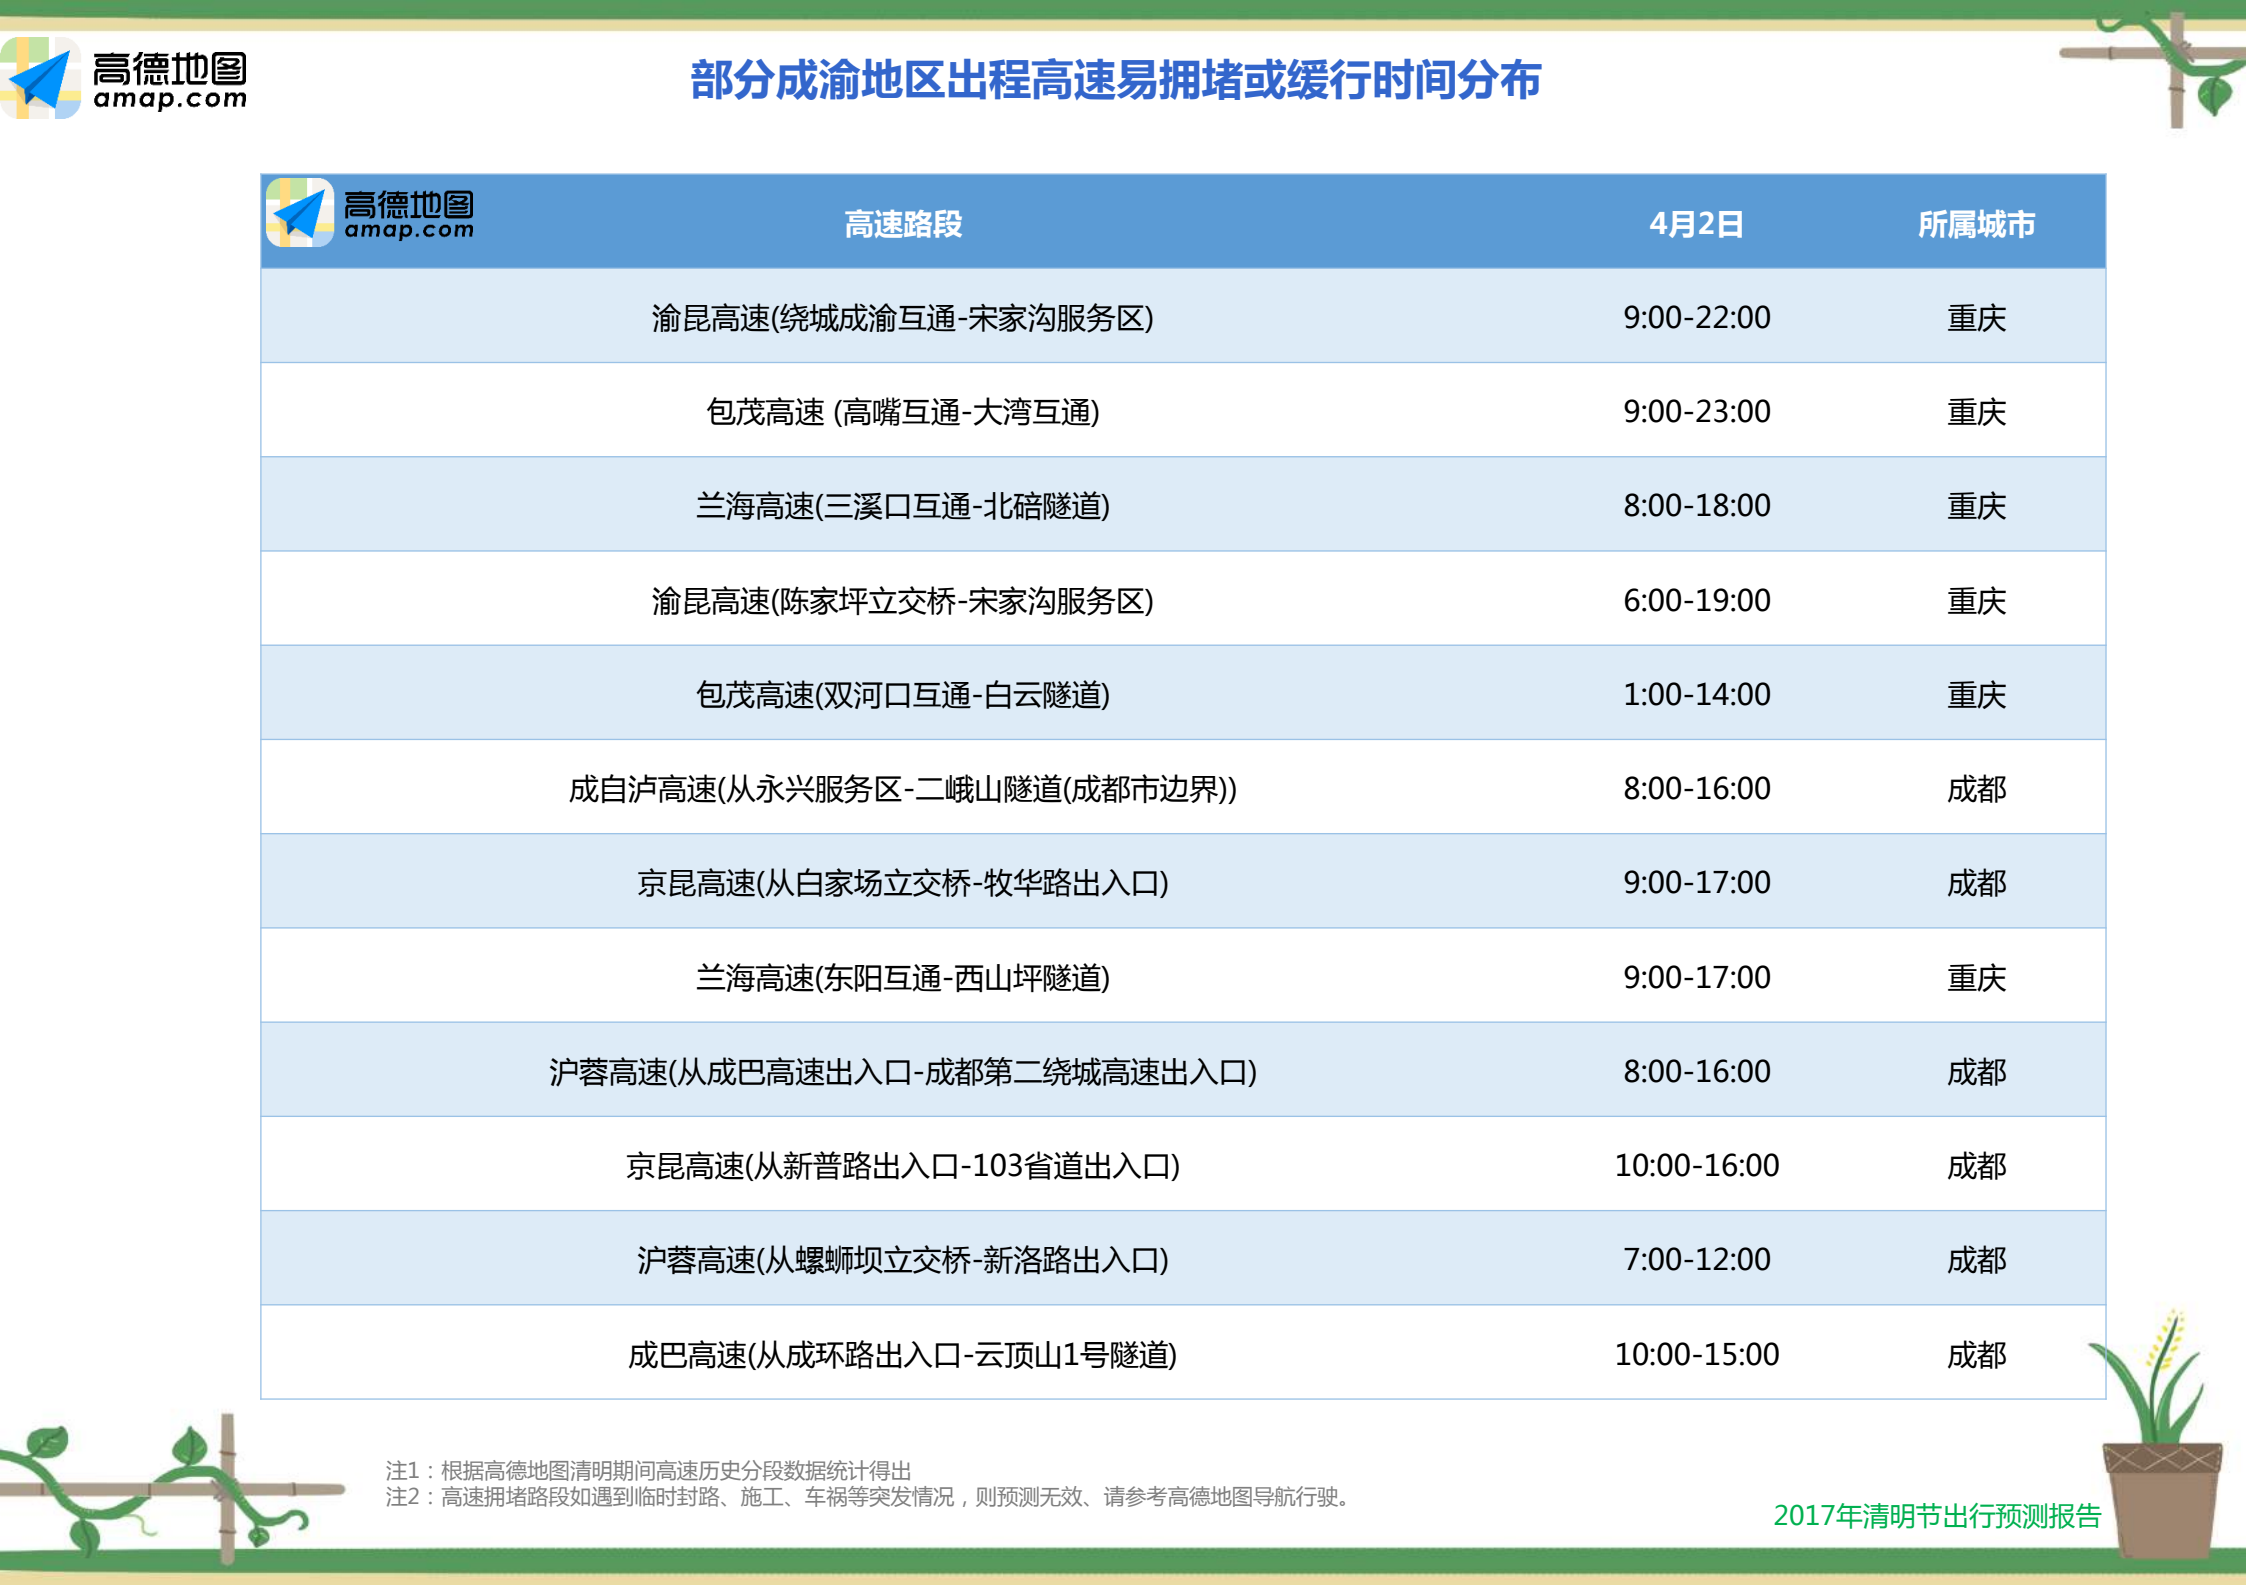 高德地图
amap.com
部分成渝地区出程高速易拥堵或缓行时间分布
高德地图
amap.com
高速路段 4月2日 所属城市
渝昆高速(绕城成渝互通-宋家沟服务区) 9:00-22:00 重庆
包茂高速 (高嘴互通-大湾互通) 9:00-23:00 重庆
兰海高速(三溪口互通-北碚隧道) 8:00-18:00 重庆
渝昆高速(陈家坪立交桥-宋家沟服务区) 6:00-19:00 重庆
包茂高速(双河口互通-白云隧道) 1:00-14:00 重庆
成自泸高速(从永兴服务区-二峨山隧道(成都市边界)) 8:00-16:00 成都
京昆高速(从白家场立交桥-牧华路出入口) 9:00-17:00 成都
兰海高速(东阳互通-西山坪隧道) 9:00-17:00 重庆
沪蓉高速(从成巴高速出入口-成都第二绕城高速出入口) 8:00-16:00 成都
京昆高速(从新普路出入口-103省道出入口) 10:00-16:00 成都
沪蓉高速(从螺蛳坝立交桥-新洛路出入口) 7:00-12:00 成都
成巴高速(从成环路出入口-云顶山1号隧道) 10:00-15:00 成都
注1：根据高德地图清明期间高速历史分段数据统计得出
注2：高速拥堵路段如遇到临时封路、施工、车祸等突发情况，则预测无效、请参考高德地图导航行驶。
2017年清明节出行预测报告